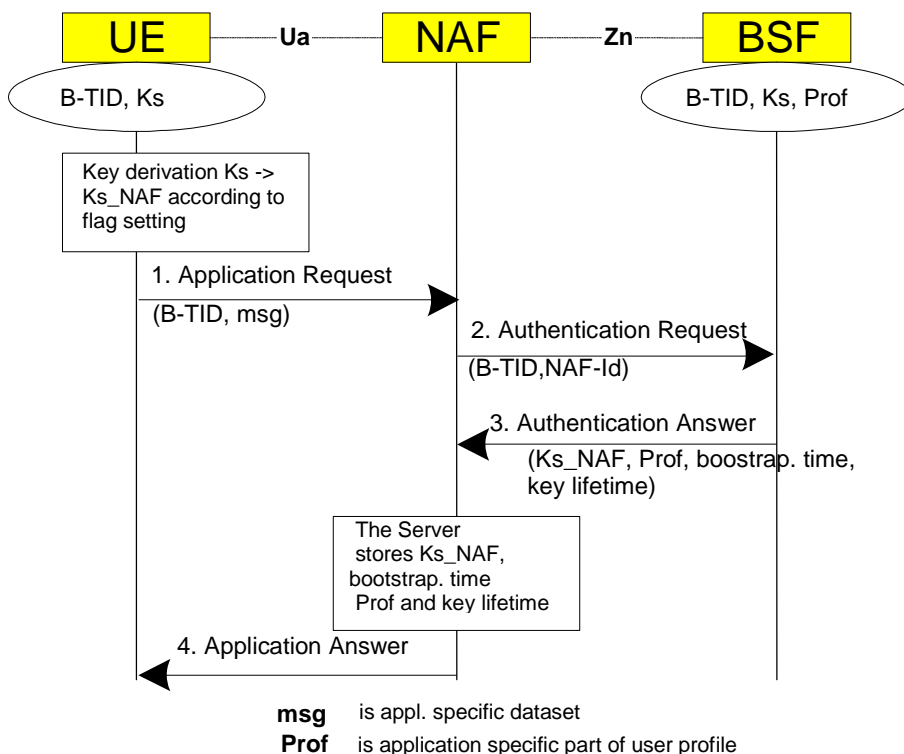 UE Ua NAF Zn BSF
B-TID, Ks
B-TID, Ks, Prof
Key derivation Ks ->
Ks_NAF according to
flag setting
1. Application Request
(B-TID, msg)
2. Authentication Request
(B-TID,NAF-Id)
3. Authentication Answer
(Ks_NAF, Prof, boostrap. time,
key lifetime)
The Server
stores Ks_NAF,
bootstrap. time
Prof and key lifetime
4. Application Answer
msg is appl. specific dataset
Prof is application specific part of user profile